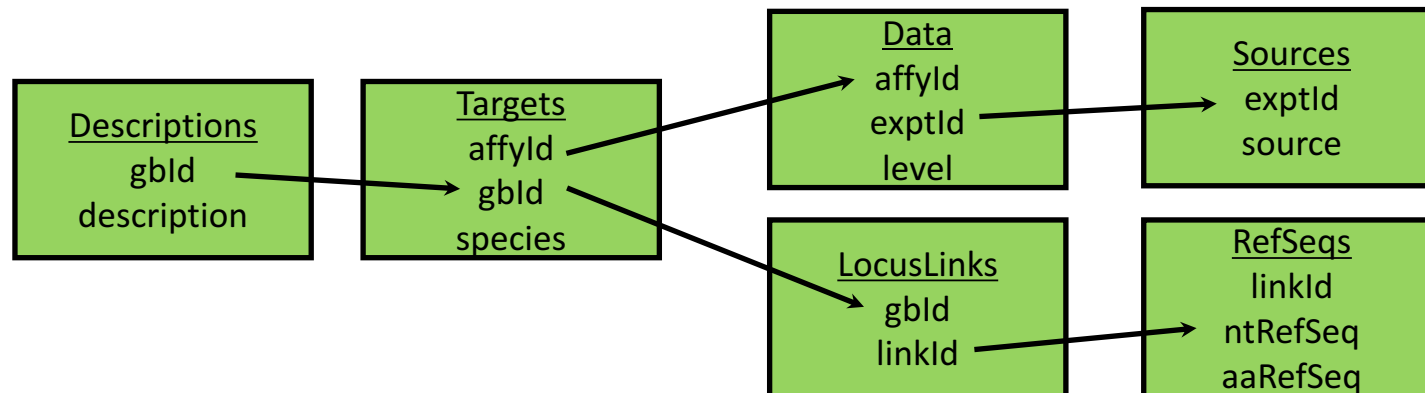 Descriptions
gbId
description
Targets
affyId
gbId
species
Data
affyId
exptId
level
Sources
exptId
source
LocusLinks
gbId
linkId
RefSeqs
linkId
ntRefSeq
aaRefSeq